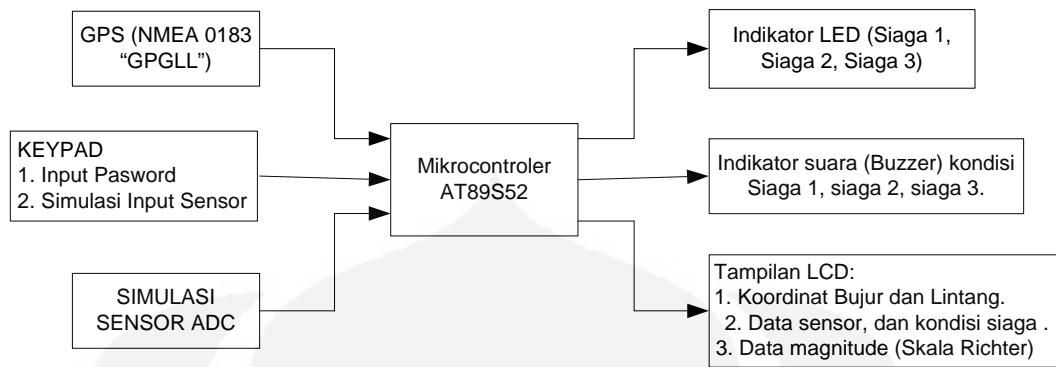 GPS (NMEA 0183
“GPGLL”)
KEYPAD
1. Input Pasword
2. Simulasi Input Sensor
SIMULASI
SENSOR ADC
Mikrocontroler
AT89S52
Indikator LED (Siaga 1,
Siaga 2, Siaga 3)
Indikator suara (Buzzer) kondisi
Siaga 1, siaga 2, siaga 3.
Tampilan LCD:
1. Koordinat Bujur dan Lintang.
2. Data sensor, dan kondisi siaga .
3. Data magnitude (Skala Richter)